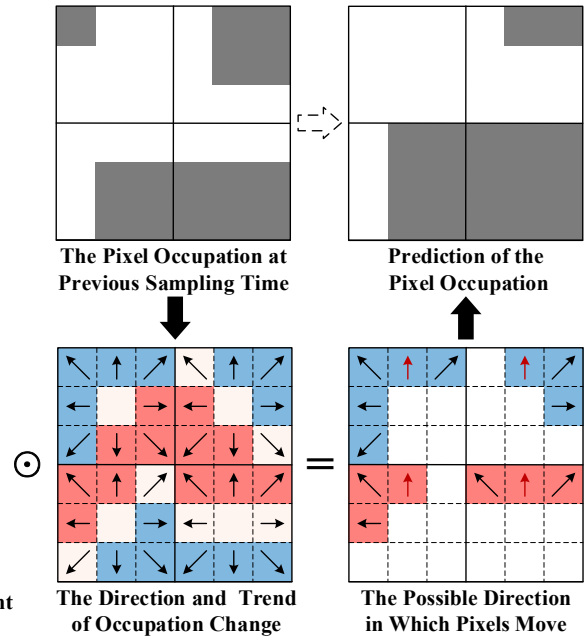 The Pixel Occupation at
Previous Sampling Time
Prediction of the
Pixel Occupation
nt
The Direction and Trend
of Occupation Change
The Possible Direction
in Which Pixels Move